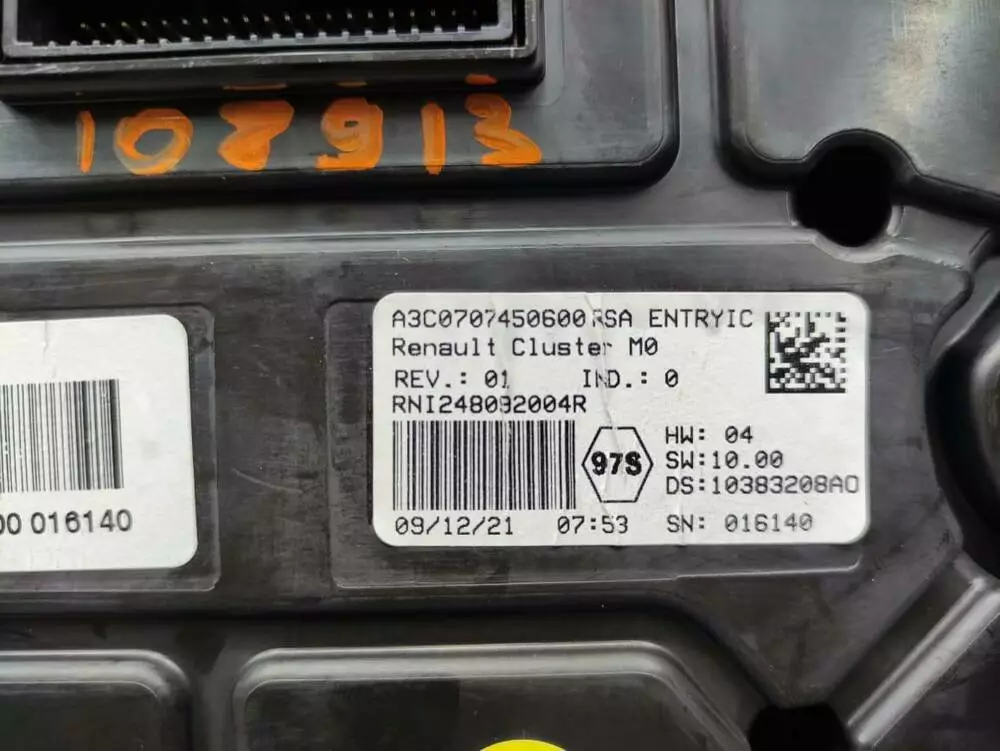 108913
A3C0707450600 RSA ENTRYIC
Renault Cluster M0
REV.: 01 IND.: 0
RNI248092004R
97S
HW: 04
SW:10.00
DS:10383208AO
09/12/21 07:53 SN: 016140
00 016140